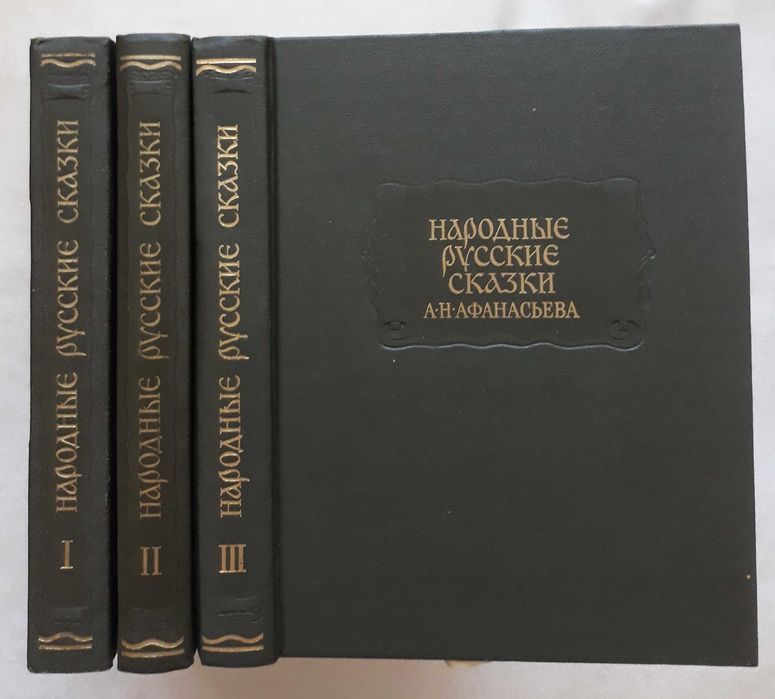 I НАРОДНЫЕ РУССКИЕ СКАЗКИ
II НАРОДНЫЕ РУССКИЕ СКАЗКИ
III НАРОДНЫЕ РУССКИЕ СКАЗКИ
НАРОДНЫЕ
РУССКИЕ
СКАЗКИ
А·Н·АФАНАСЬЕВА